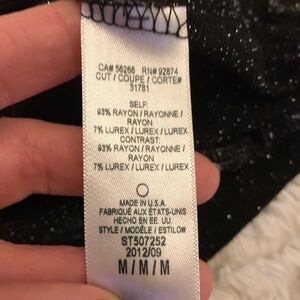 CA# 56266 RN# 92874
CUT / COUPE / CORTE#
31781
SELF:
93% RAYON / RAYONNE /
RAYON
7% LUREX / LUREX / LUREX
CONTRAST:
93% RAYON / RAYONNE /
RAYON
7% LUREX / LUREX / LUREX
MADE IN U.S.A.
FABRIQUÉ AUX ÉTATS-UNIS
HECHO EN EE. UU.
STYLE / MODÈLE / ESTILO#
ST507252
2012/09
M / M / M